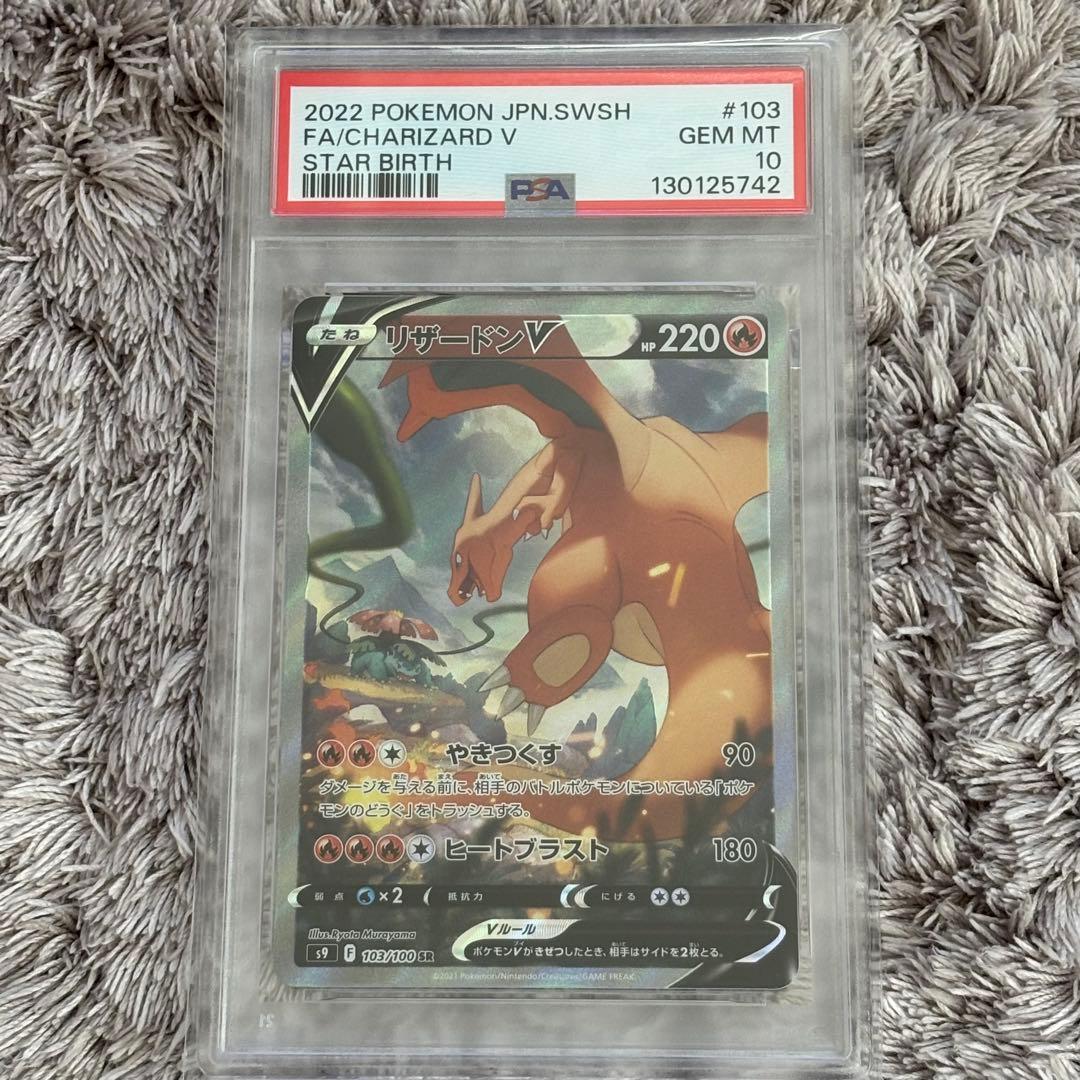 2022 POKEMON JPN.SWSH #103
FA/CHARIZARD V GEM MT
STAR BIRTH 10
PSA 130125742
たね リザードンV HP 220
やきつくす 90
ダメージを与える前に、相手のバトルポケモンについている「ポケ
モンのどうぐ」をトラッシュする。
ヒートブラスト 180
弱点 ×2 抵抗力 にげる
Illus.Ryota Murayama
Vルール
ポケモンVがきぜつしたとき、相手はサイドを2枚とる。
s9 F 103/100 SR
©2021 Pokémon/Nintendo/Creatures/GAME FREAK